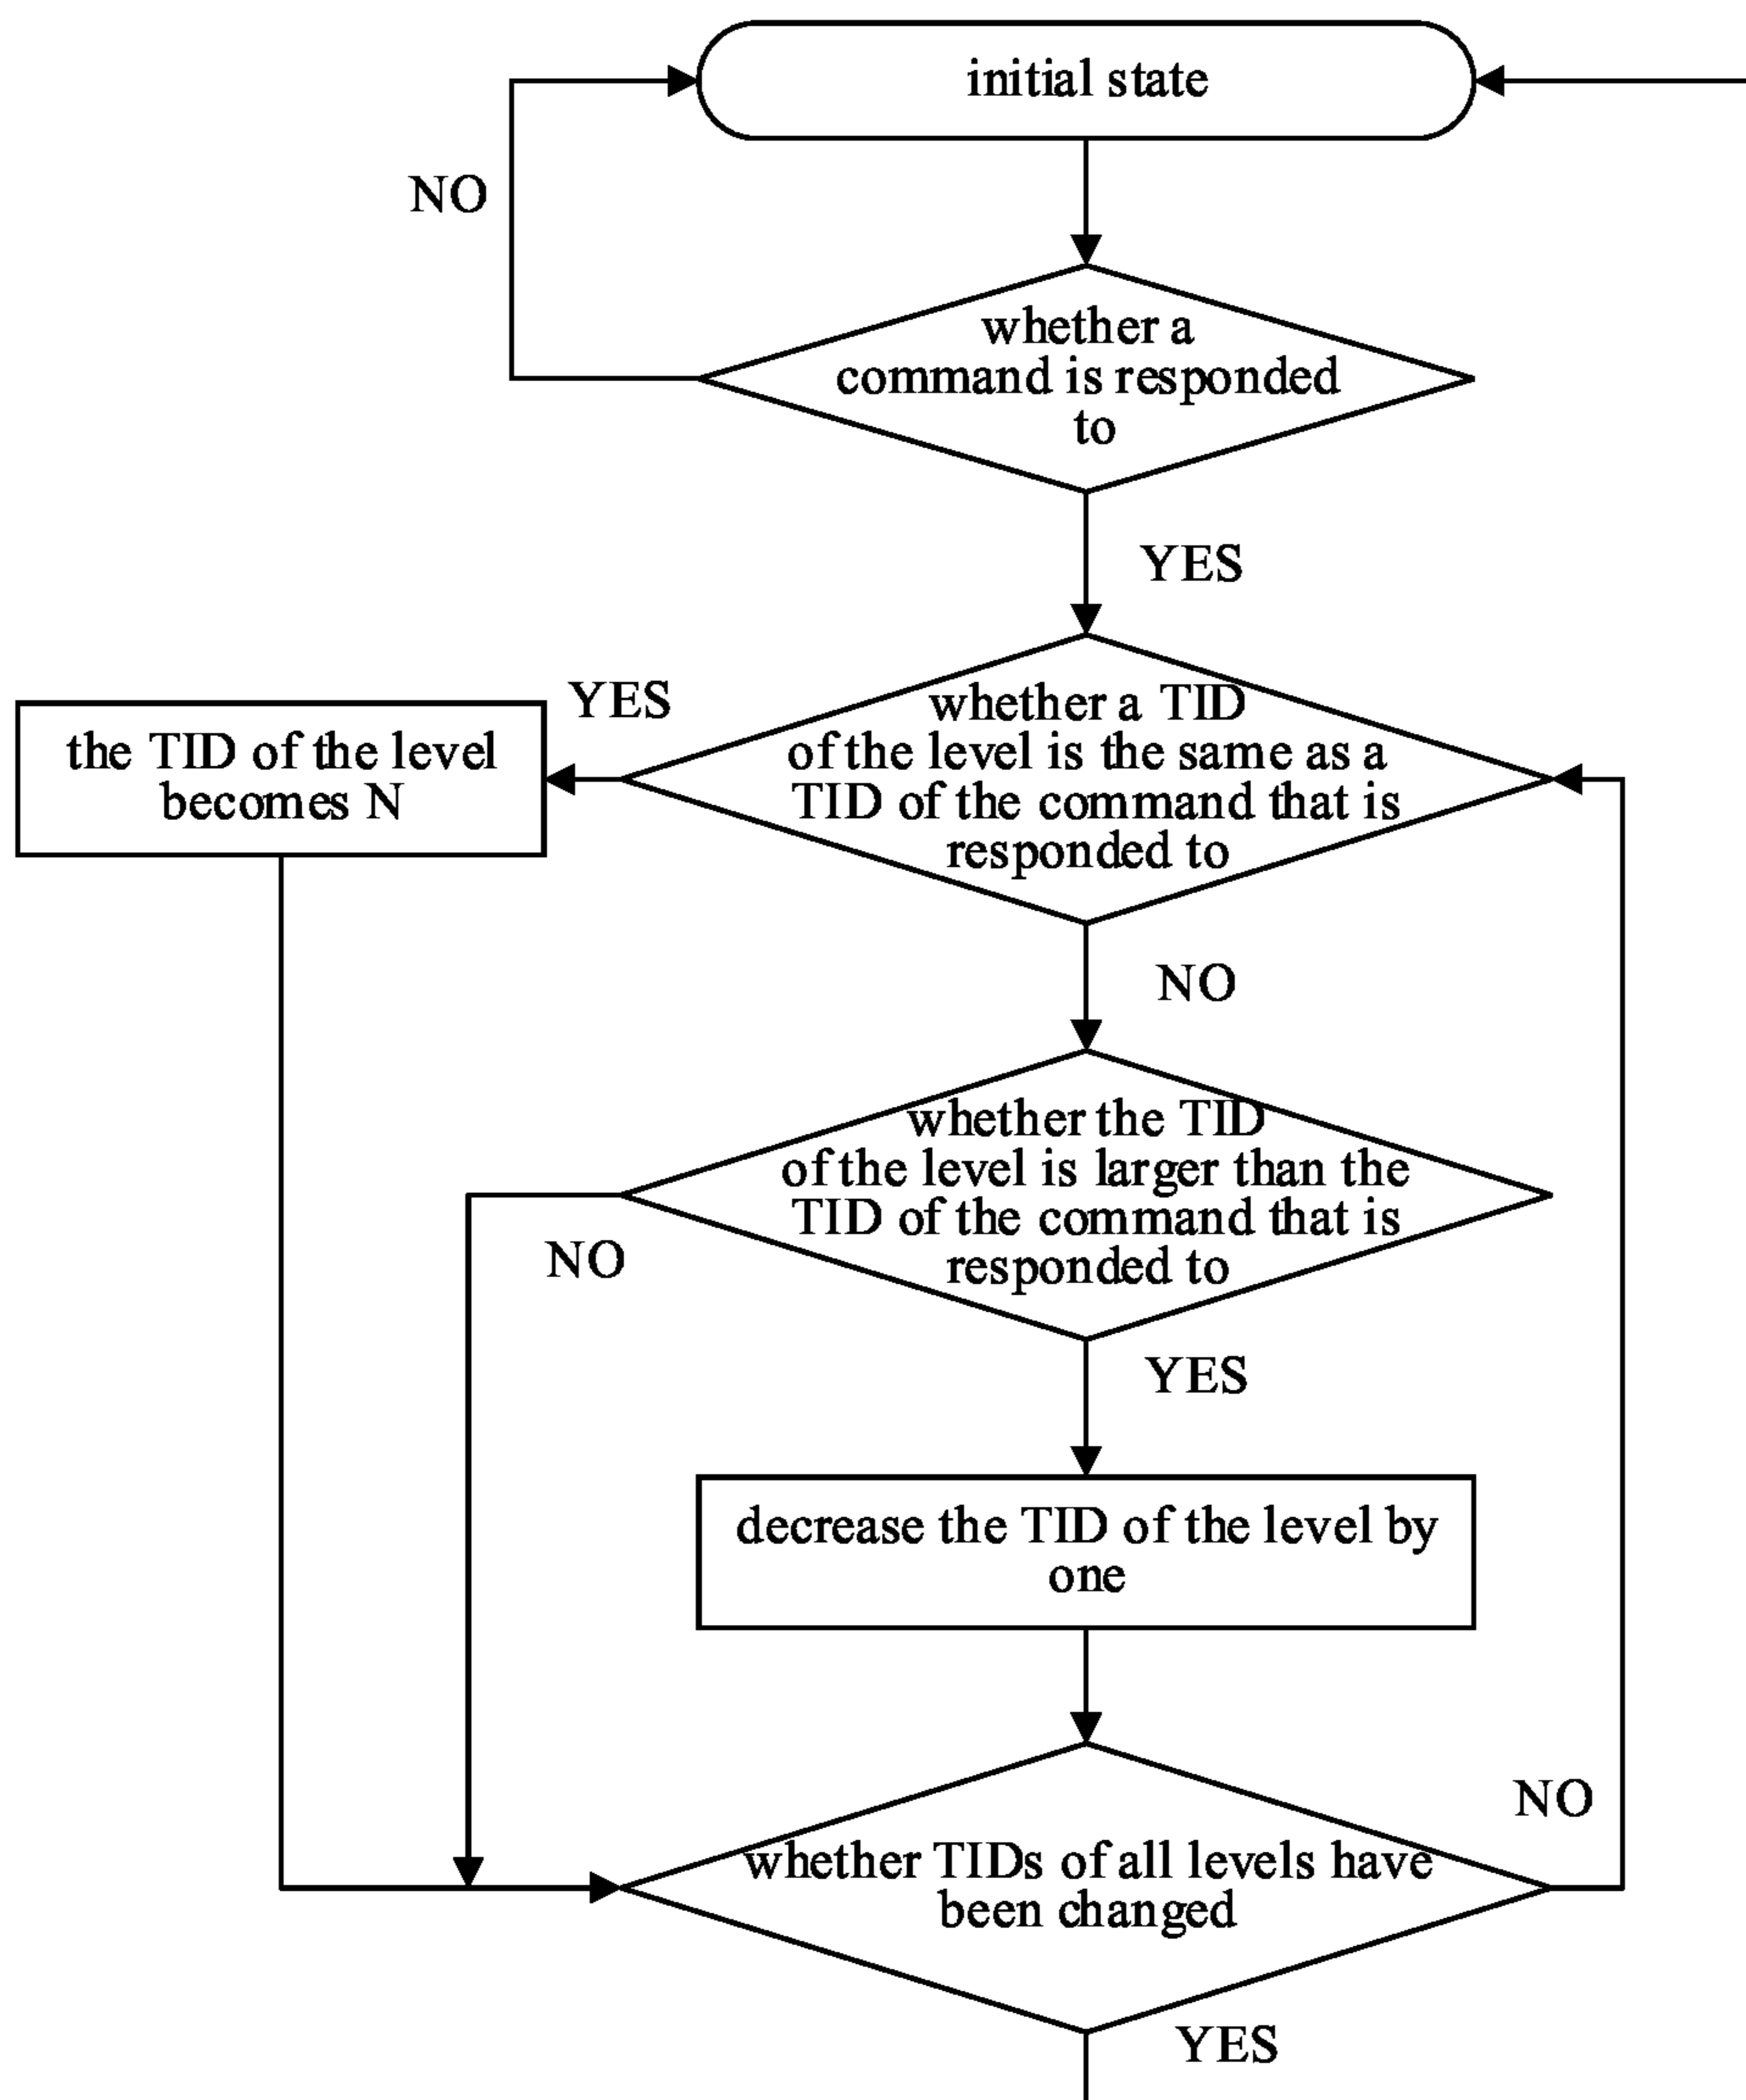 initial state
NO
whether a
command is responded
to
YES
YES
whether a TID
of the level is the same as a
TID of the command that is
responded to
the TID of the level
becomes N
NO
whether the TID
of the level is larger than the
TID of the command that is
responded to
NO
YES
decrease the TID of the level by
one
NO
whether TIDs of all levels have
been changed
YES